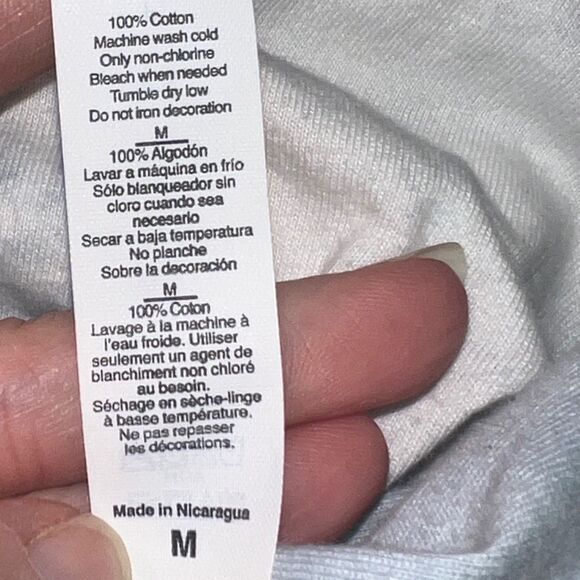 100% Cotton
Machine wash cold
Only non-chlorine
Bleach when needed
Tumble dry low
Do not iron decoration
M
100% Algodón
Lavar a máquina en frío
Sólo blanqueador sin
cloro cuando sea
necesario
Secar a baja temperatura
No planche
Sobre la decoración
M
100% Coton
Lavage à la machine à
l'eau froide. Utiliser
seulement un agent de
blanchiment non chloré
au besoin.
Séchage en sèche-linge
à basse température.
Ne pas repasser
les décorations.
Made in Nicaragua
M